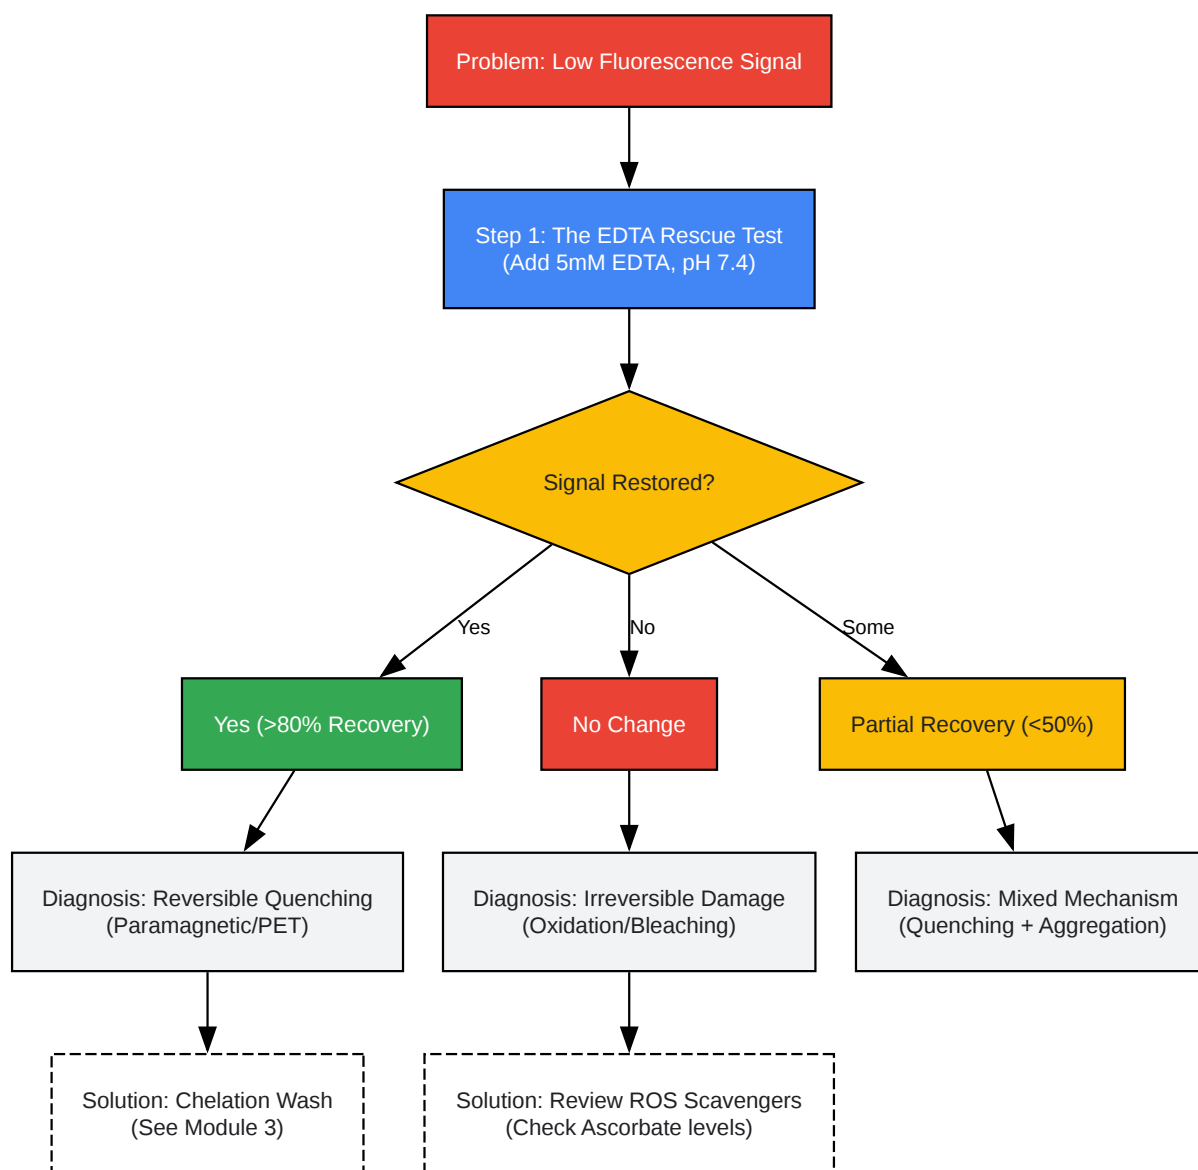 Problem: Low Fluorescence Signal
Step 1: The EDTA Rescue Test
(Add 5mM EDTA, pH 7.4)
Signal Restored?
Yes
No
Some
Yes (>80% Recovery)
No Change
Partial Recovery (<50%)
Diagnosis: Reversible Quenching
(Paramagnetic/PET)
Diagnosis: Irreversible Damage
(Oxidation/Bleaching)
Diagnosis: Mixed Mechanism
(Quenching + Aggregation)
Solution: Chelation Wash
(See Module 3)
Solution: Review ROS Scavengers
(Check Ascorbate levels)